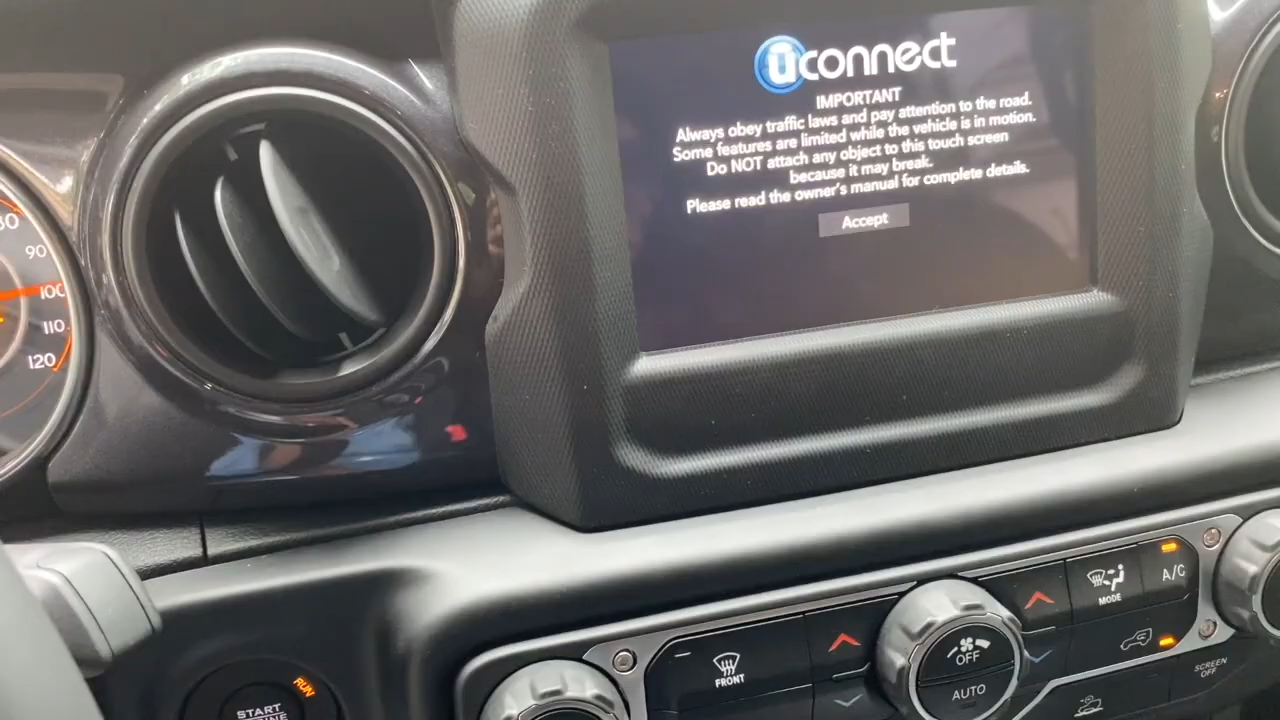 uconnect
IMPORTANT
Always obey traffic laws and pay attention to the road.
Some features are limited while the vehicle is in motion.
Do NOT attach any object to this touch screen
because it may break.
Please read the owner's manual for complete details.
Accept
90
100
110
120
A/C
MODE
OFF
AUTO
FRONT
SCREEN
OFF
RUN
START